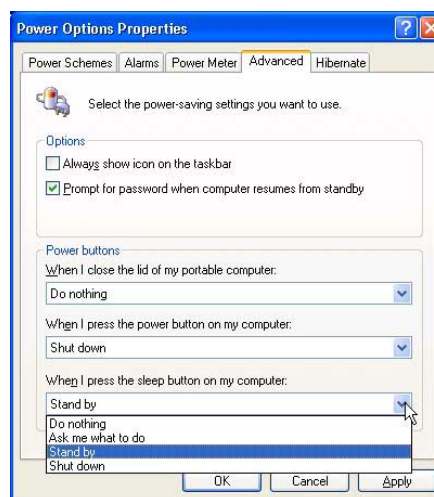 Power Options Properties
Power Schemes Alarms Power Meter Advanced Hibernate
Select the power-saving settings you want to use.
Options
Always show icon on the taskbar
Prompt for password when computer resumes from standby
Power buttons
When I close the lid of my portable computer:
Do nothing
When I press the power button on my computer:
Shut down
When I press the sleep button on my computer:
Stand by
Do nothing
Ask me what to do
Stand by
Shut down
OK Cancel Apply